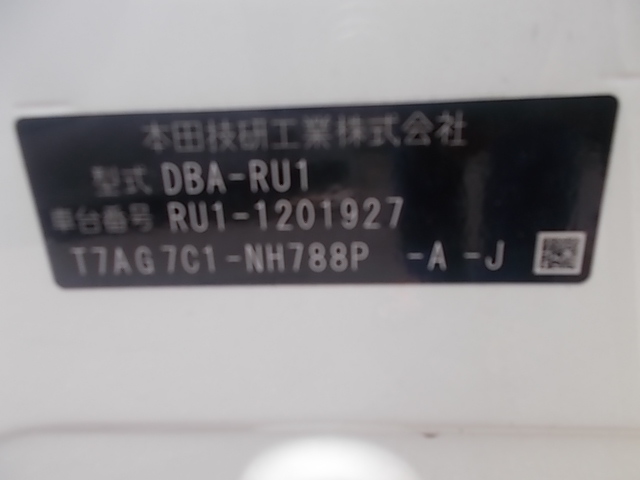 本田技研工業株式会社
型式 DBA-RU1
車台番号 RU1-1201927
T7AG7C1-NH788P -A-J